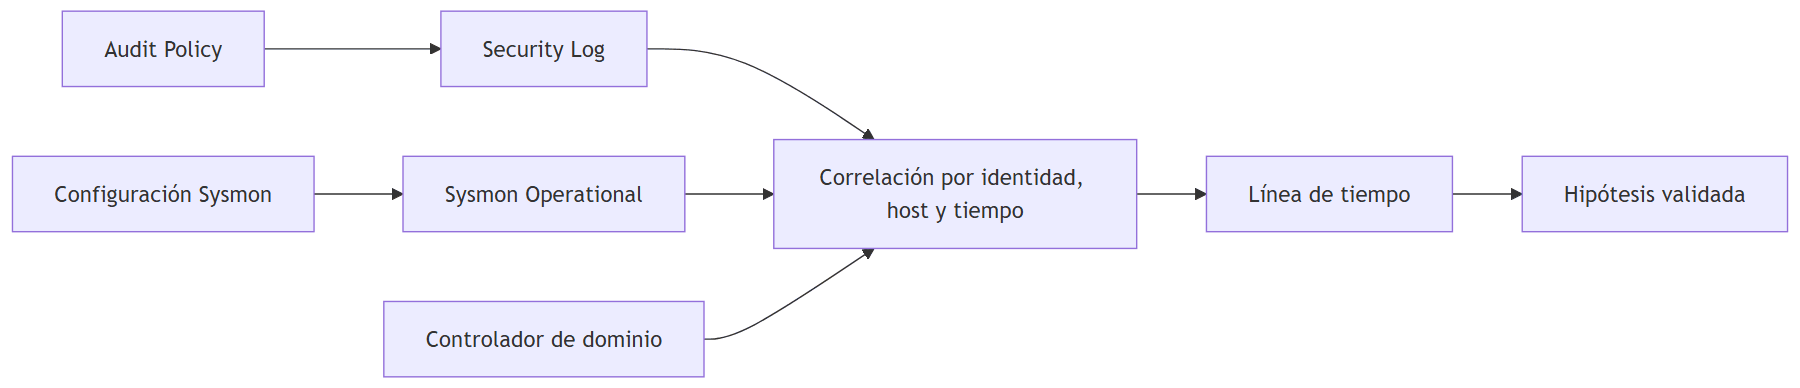 Audit Policy
Security Log
Configuración Sysmon
Sysmon Operational
Correlación por identidad,
host y tiempo
Línea de tiempo
Hipótesis validada
Controlador de dominio